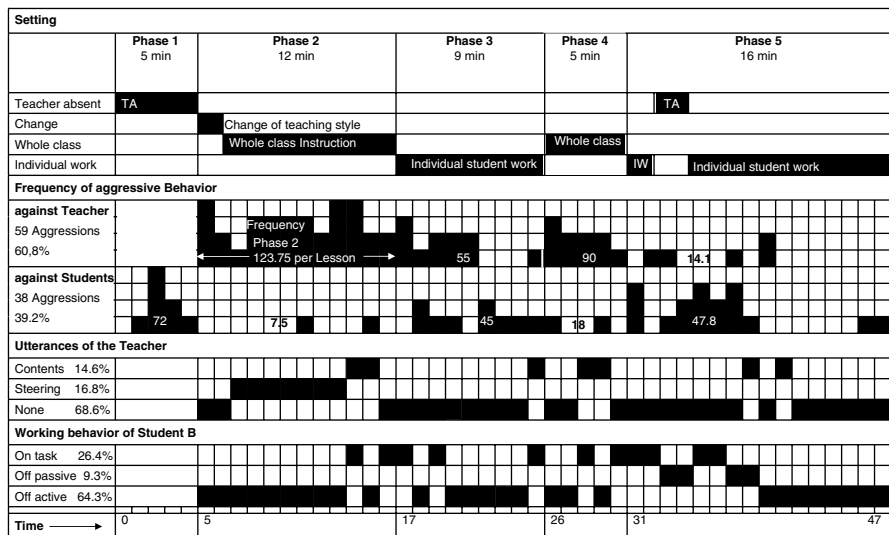 Setting
Phase 1 Phase 2 Phase 3 Phase 4 Phase 5
5 min 12 min 9 min 5 min 16 min
Teacher absent TA TA
Change Change of teaching style
Whole class Whole class Instruction Whole class
Individual work Individual student work IW Individual student work
Frequency of aggressive Behavior
against Teacher
59 Aggressions Frequency
60,8% Phase 2
123.75 per Lesson 55 90 14.1
against Students
38 Aggressions
39.2% 72 7.5 45 18 47.8
Utterances of the Teacher
Contents 14.6%
Steering 16.8%
None 68.6%
Working behavior of Student B
On task 26.4%
Off passive 9.3%
Off active 64.3%
Time 0 5 17 26 31 47